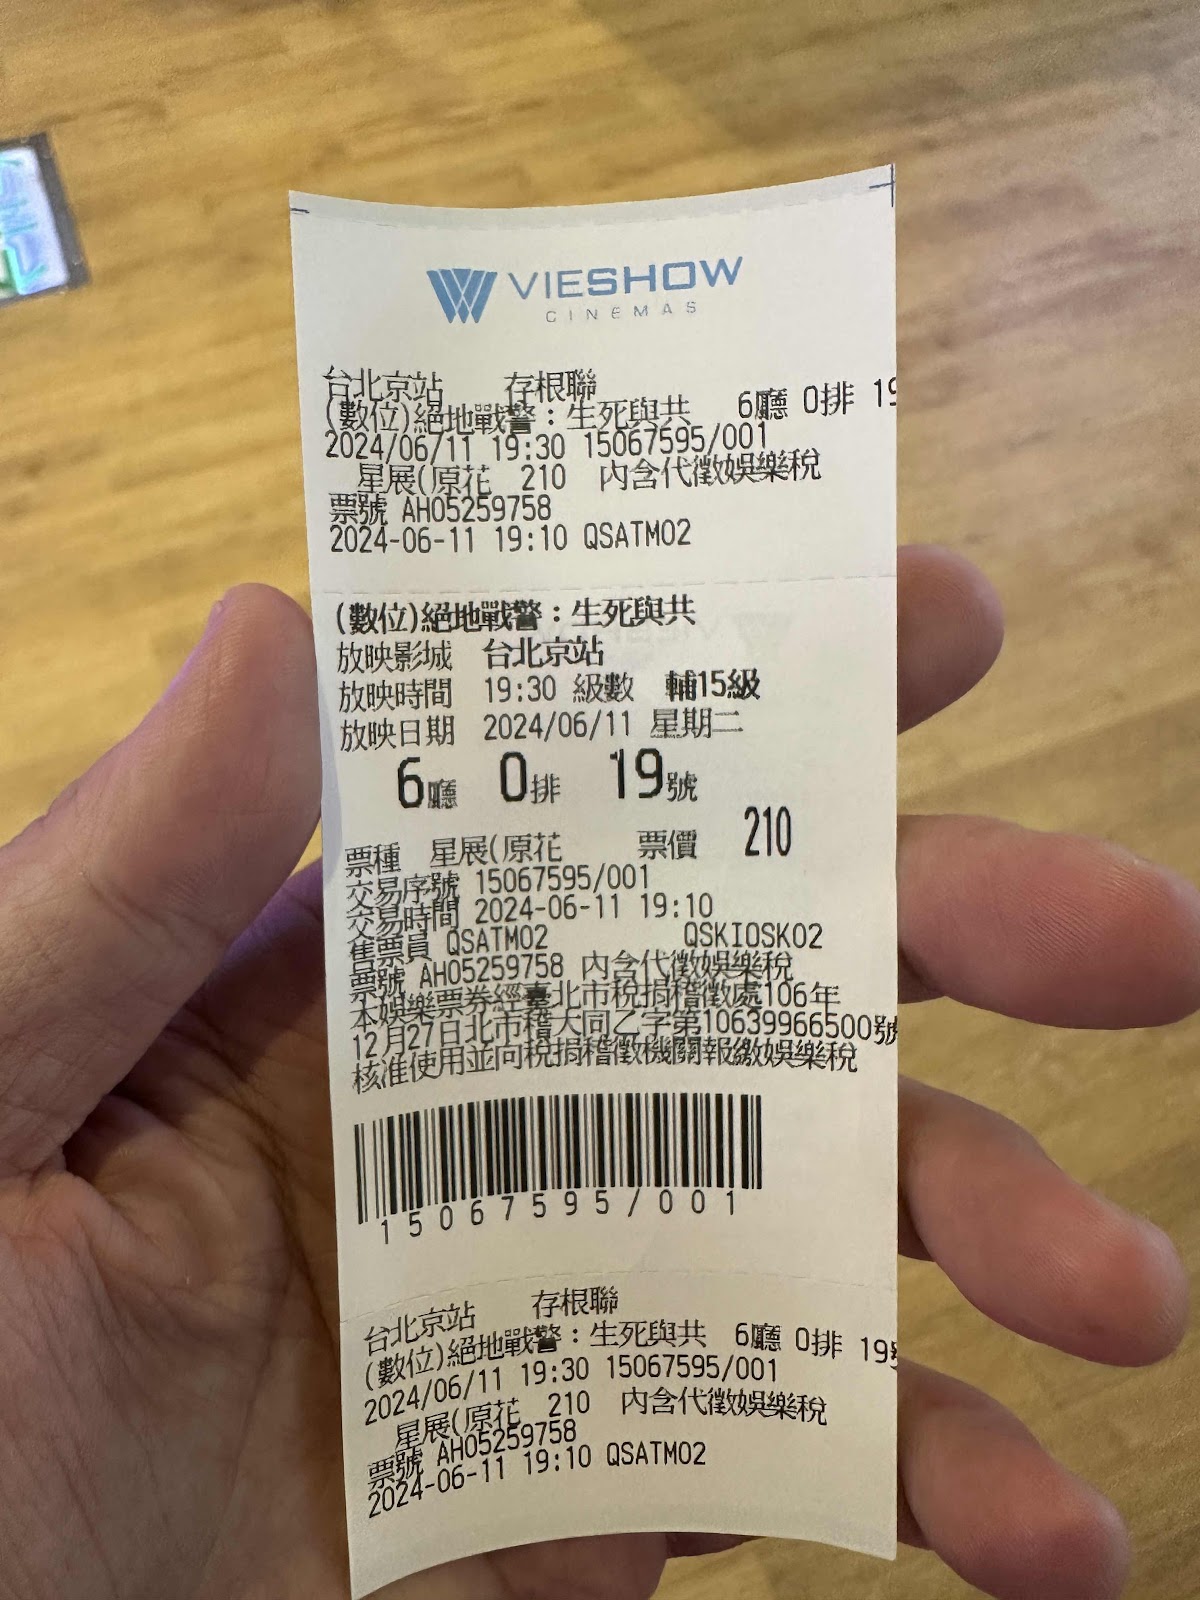 VIESHOW
CINEMAS
台北京站 存根聯
(數位)絕地戰警：生死與共 6廳 0排 19
2024/06/11 19:30 15067595/001
星展(原花 210 內含代徵娛樂稅
票號 AH05259758
2024-06-11 19:10 QSATM02
(數位)絕地戰警：生死與共
放映影城 台北京站
放映時間 19:30 級數 輔15級
放映日期 2024/06/11 星期二
6廳 0排 19號
票種 星展(原花 票價 210
交易序號 15067595/001
交易時間 2024-06-11 19:10
售票員 QSATM02 QSKIOSK02
票號 AH05259758 內含代徵娛樂稅
本娛樂票券經臺北市稅捐稽徵處106年
12月27日北市稽大同乙字第10639966500號
核准使用並向稅捐稽徵機關報繳娛樂稅
15067595/001
台北京站 存根聯
(數位)絕地戰警：生死與共 6廳 0排 19號
2024/06/11 19:30 15067595/001
星展(原花 210 內含代徵娛樂稅
票號 AH05259758
2024-06-11 19:10 QSATM02